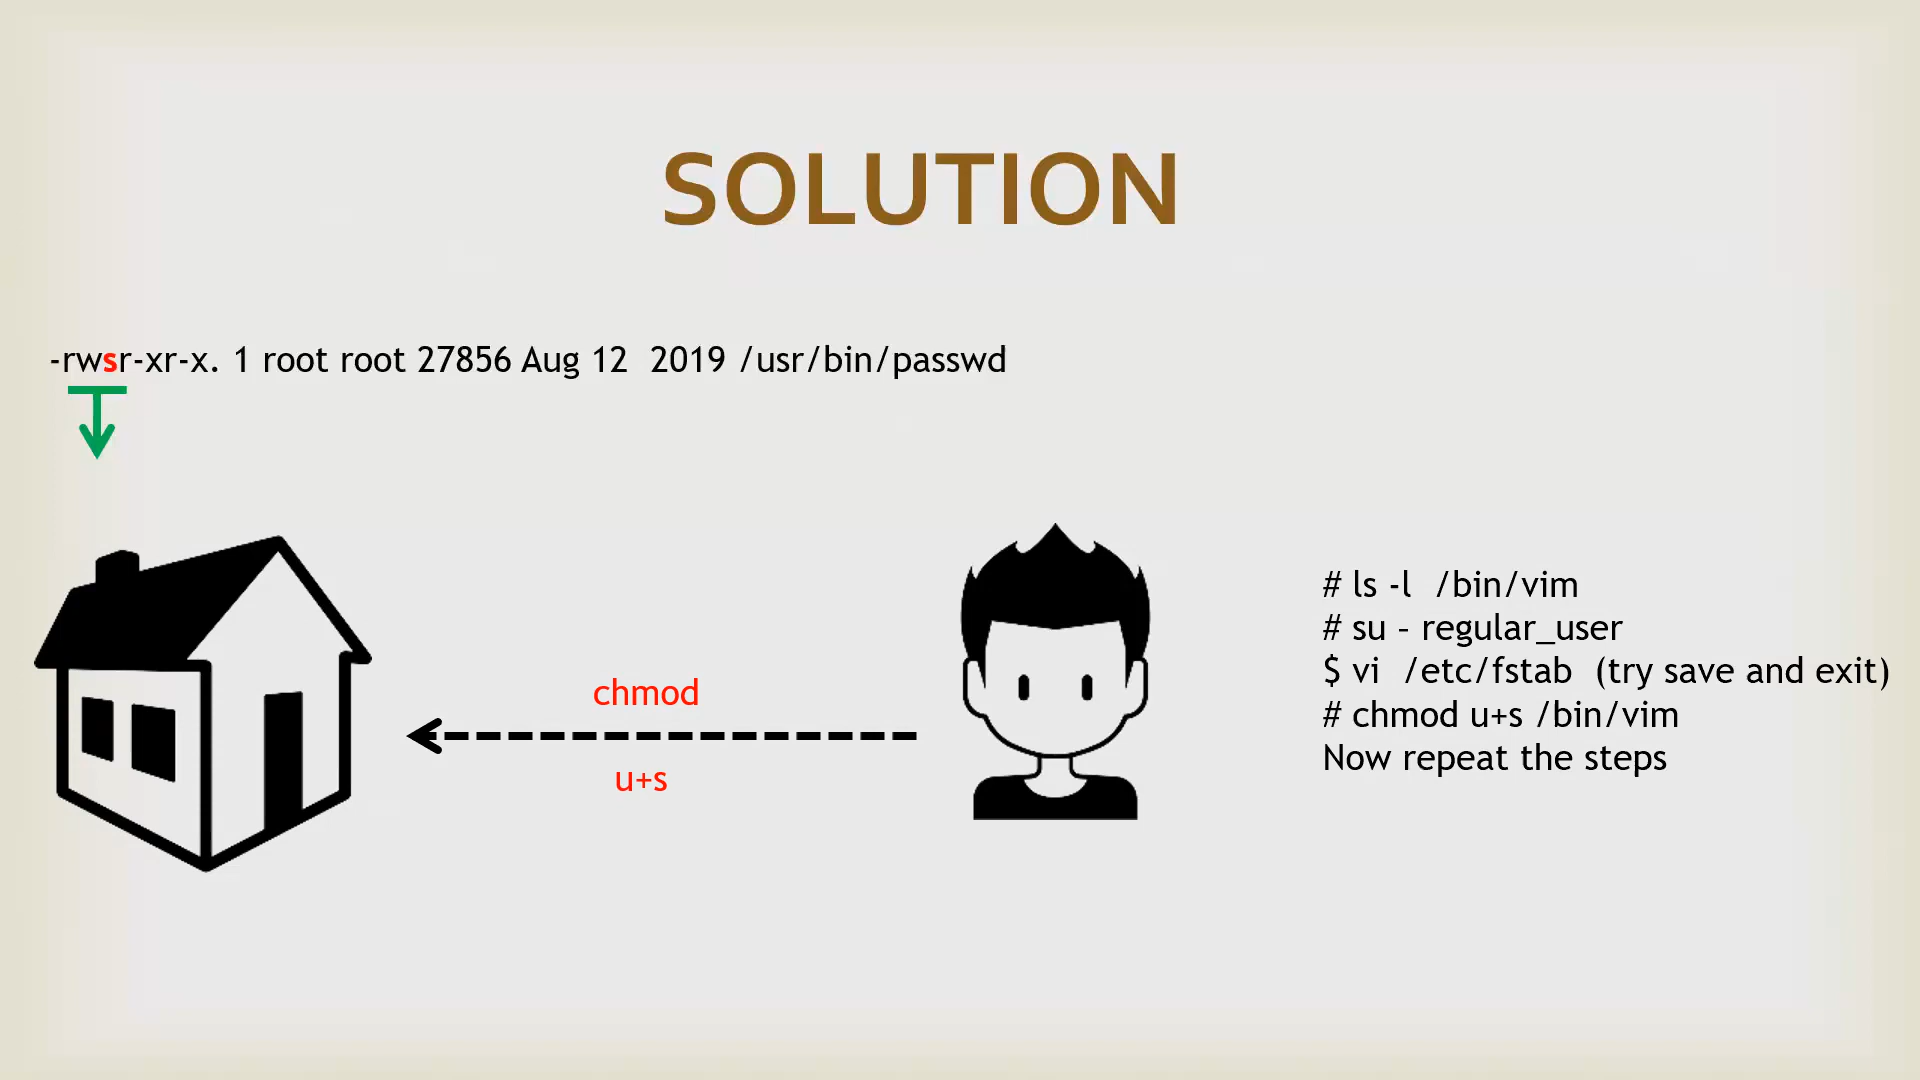 SOLUTION
-rwsr-xr-x. 1 root root 27856 Aug 12  2019 /usr/bin/passwd
chmod
u+s
# ls -l  /bin/vim
# su – regular_user
$ vi  /etc/fstab  (try save and exit)
# chmod u+s /bin/vim
Now repeat the steps